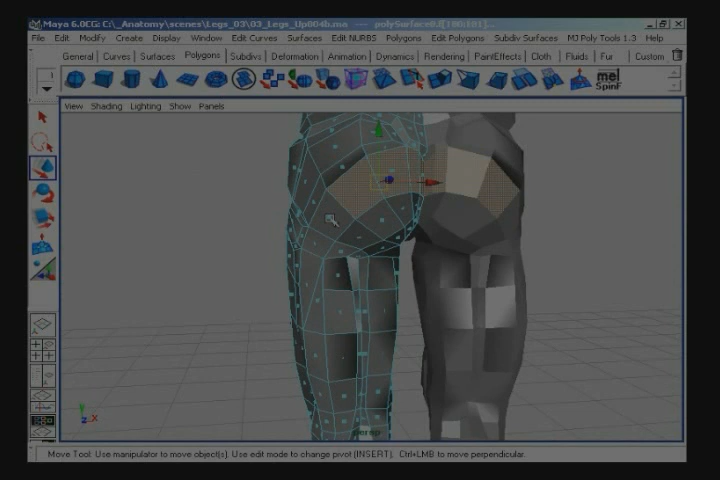 Maya 6.0CG: C:\_Anatomy\scenes\Legs_03\03_Legs_Up004b.ma --- polySurface8.f[180:101]...
File Edit Modify Create Display Window Edit Curves Surfaces Edit NURBS Polygons Edit Polygons Subdiv Surfaces MJ Poly Tools 1.3 Help
General Curves Surfaces Polygons Subdivs Deformation Animation Dynamics Rendering PaintEffects Cloth Fluids Fur Custom
mel
SpinF
View Shading Lighting Show Panels
persp
Move Tool: Use manipulator to move object(s). Use edit mode to change pivot (INSERT). Ctrl+LMB to move perpendicular.